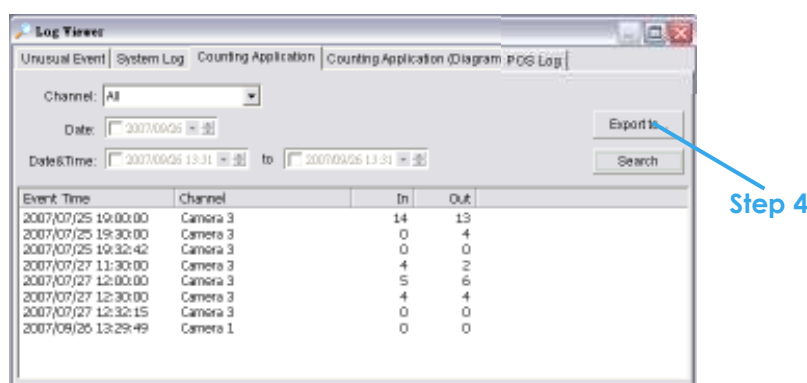 Log Viewer
Unusual Event System Log Counting Application Counting Application (Diagram POS Log
Channel: All
Date: 2007/09/26
Export to...
Date&Time: 2007/09/26 13:31 to 2007/09/26 13:31
Search
Step 4
Event Time Channel In Out
2007/07/25 19:00:00 Camera 3 14 13
2007/07/25 19:30:00 Camera 3 0 4
2007/07/25 19:32:42 Camera 3 0 0
2007/07/27 11:30:00 Camera 3 4 2
2007/07/27 12:00:00 Camera 3 5 6
2007/07/27 12:30:00 Camera 3 4 4
2007/07/27 12:32:15 Camera 3 0 0
2007/09/26 13:29:49 Camera 1 0 0